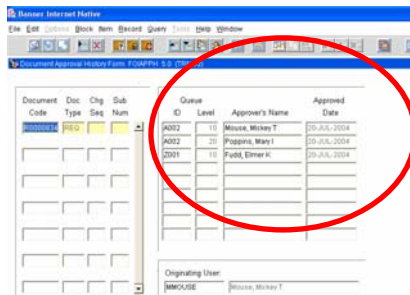 Banner Internet Native
File Edit Options Block Item Record Query Tools Help Window
Document Approval History Form FOIAPPH 5.0
Document Doc Chg Sub Queue Approved
Code Type Seq Num ID Level Approver's Name Date
R0000834 REQ A002 10 Mouse, Mickey T 20-JUL-2004
A002 20 Poppins, Mary I 20-JUL-2004
Z001 10 Fudd, Elmer K 20-JUL-2004
Originating User:
MMOUSE Mouse, Mickey T